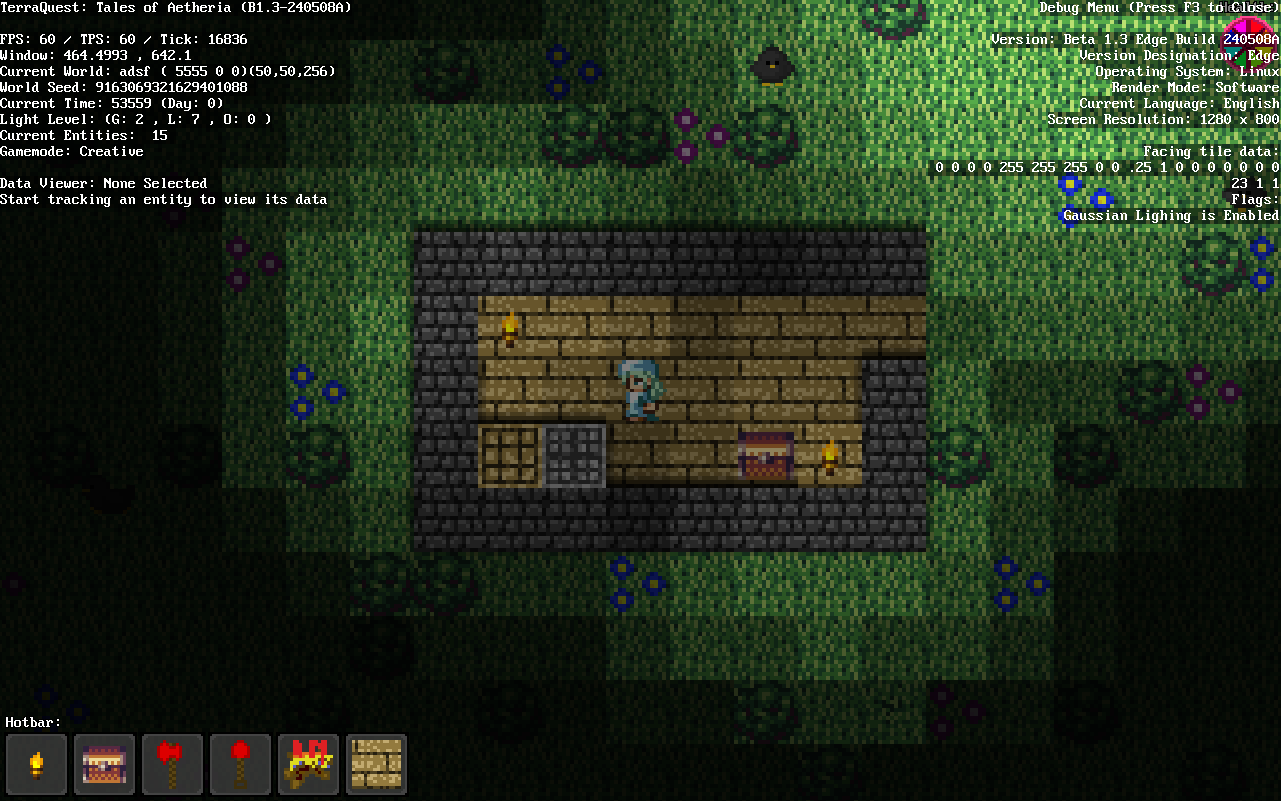 TerraQuest: Tales of Aetheria (B1.3-240508A)
FPS: 60 / TPS: 60 / Tick: 16836
Window: 464.4993 , 642.1
Current World: adsf ( 5555 0 0)(50,50,256)
World Seed: 9163069321629401088
Current Time: 53559 (Day: 0)
Light Level: (G: 2 , L: 7 , O: 0 )
Current Entities:  15
Gamemode: Creative
Data Viewer: None Selected
Start tracking an entity to view its data
Debug Menu (Press F3 to Close)
Version: Beta 1.3 Edge Build 240508A
Version Designation: Edge
Operating System: Linux
Render Mode: Software
Current Language: English
Screen Resolution: 1280 x 800
Facing tile data:
0 0 0 0 255 255 255 0 0 .25 1 0 0 0 0 0 0 0
23 1 1
Flags:
Gaussian Lighing is Enabled
Hotbar: